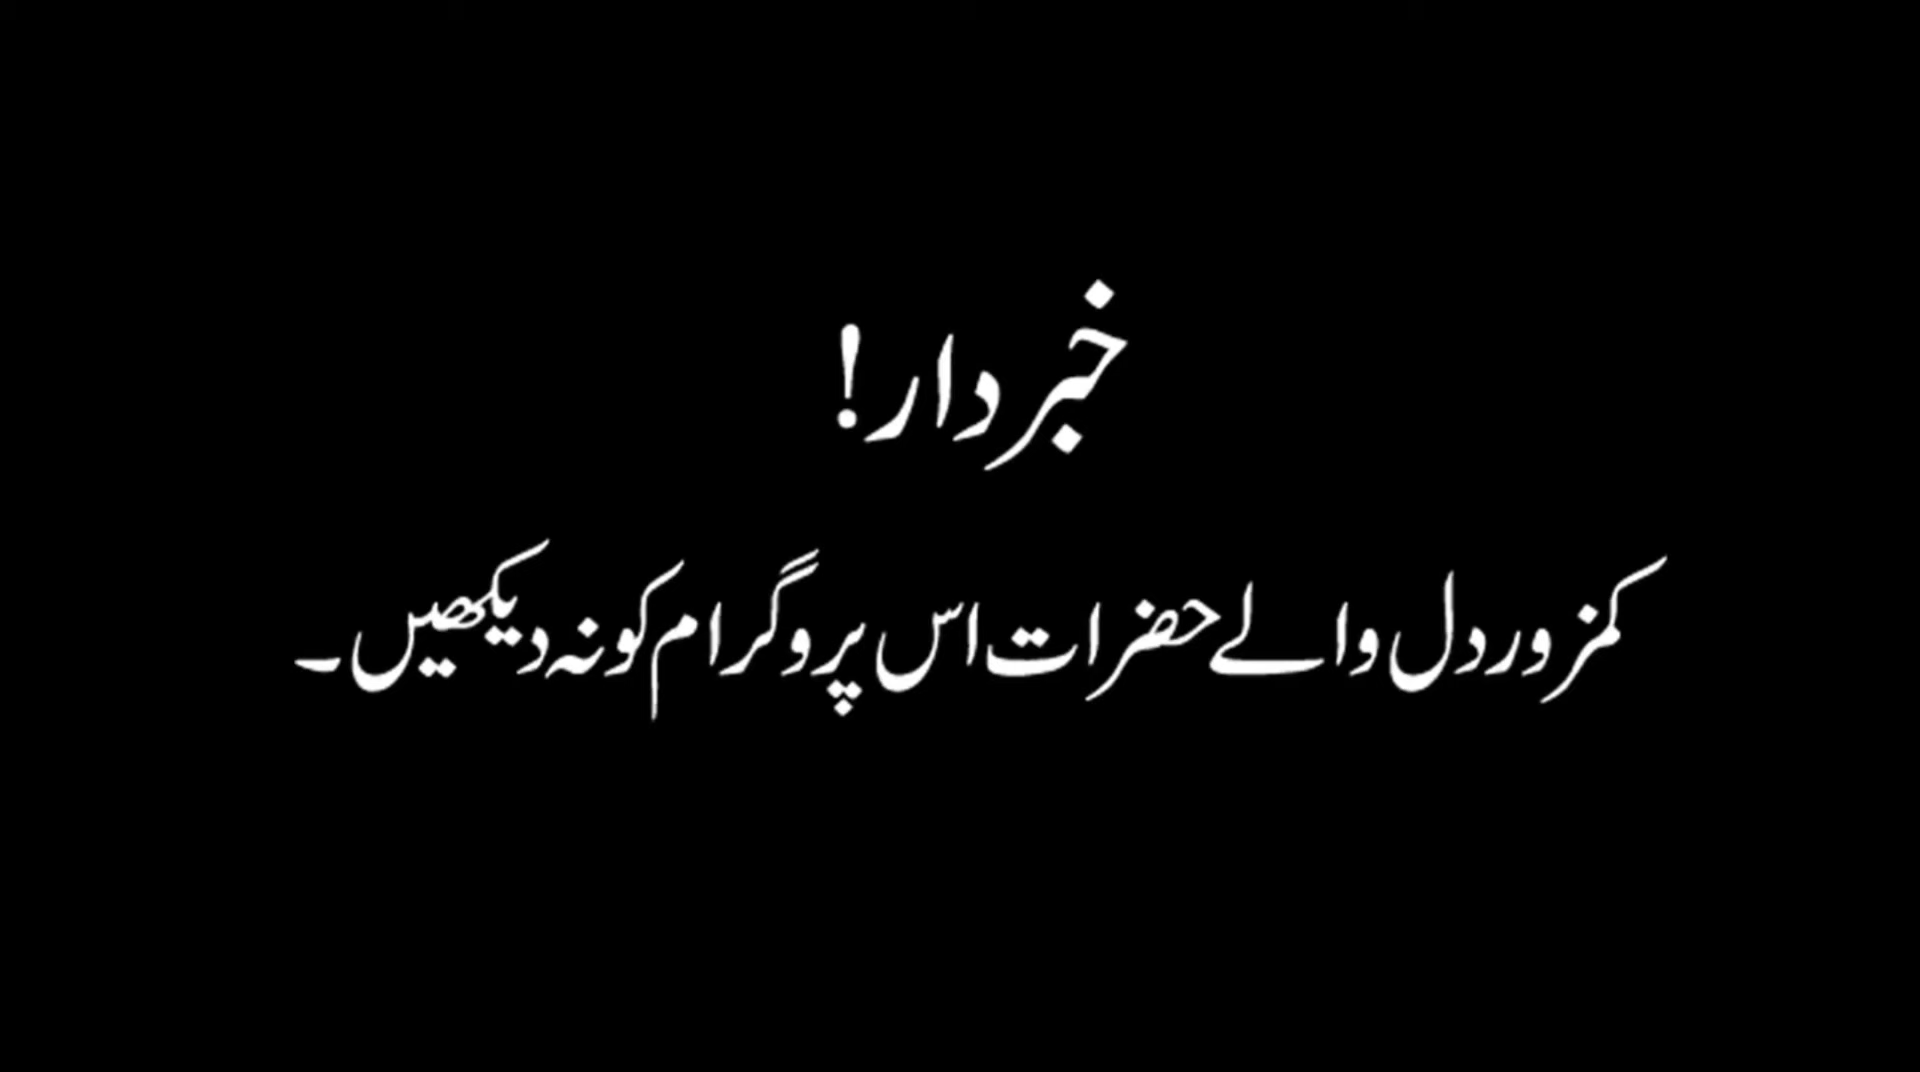 خبردار!
کمزور دل والے حضرات اس پروگرام کو نہ دیکھیں۔